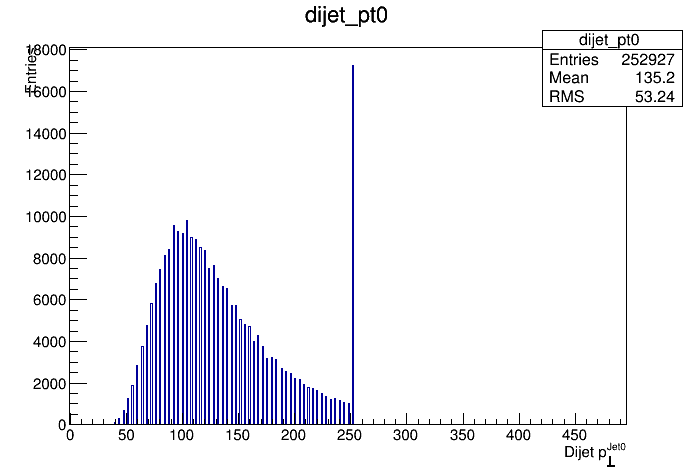 dijet_pt0
dijet_pt0
Entries 252927
Mean 135.2
RMS 53.24
Entries
18000
16000
14000
12000
10000
8000
6000
4000
2000
0
0 50 100 150 200 250 300 350 400 450
Dijet p⊥Jet0